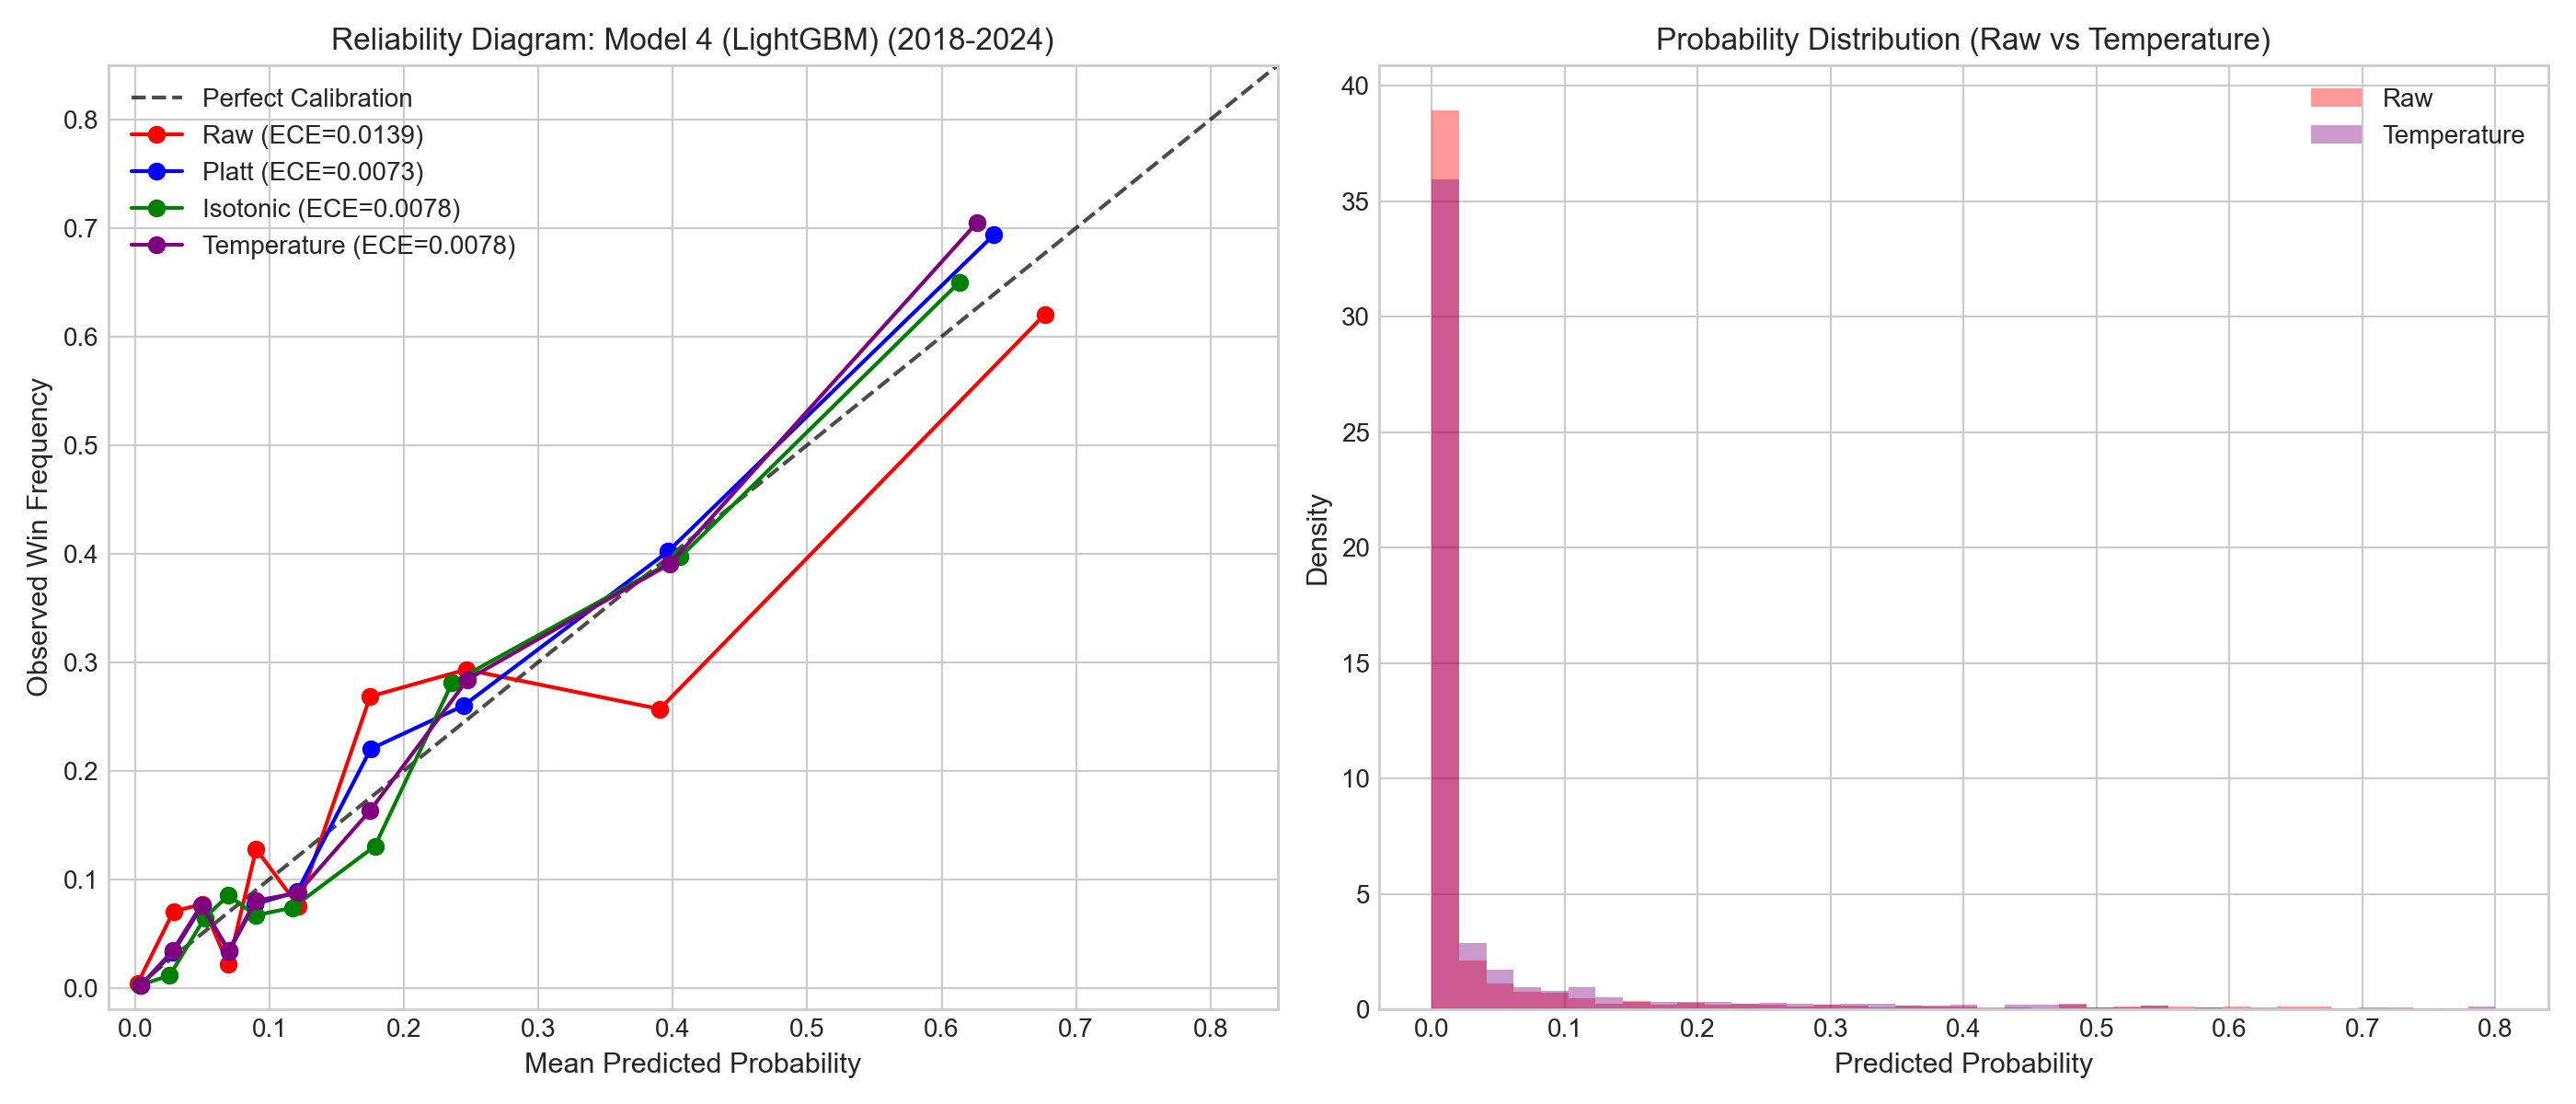 Reliability Diagram: Model 4 (LightGBM) (2018-2024)
Perfect Calibration
Raw (ECE=0.0139)
Platt (ECE=0.0073)
Isotonic (ECE=0.0078)
Temperature (ECE=0.0078)
Observed Win Frequency
0.8
0.7
0.6
0.5
0.4
0.3
0.2
0.1
0.0
0.0 0.1 0.2 0.3 0.4 0.5 0.6 0.7 0.8
Mean Predicted Probability
Probability Distribution (Raw vs Temperature)
Raw
Temperature
Density
40
35
30
25
20
15
10
5
0
0.0 0.1 0.2 0.3 0.4 0.5 0.6 0.7 0.8
Predicted Probability